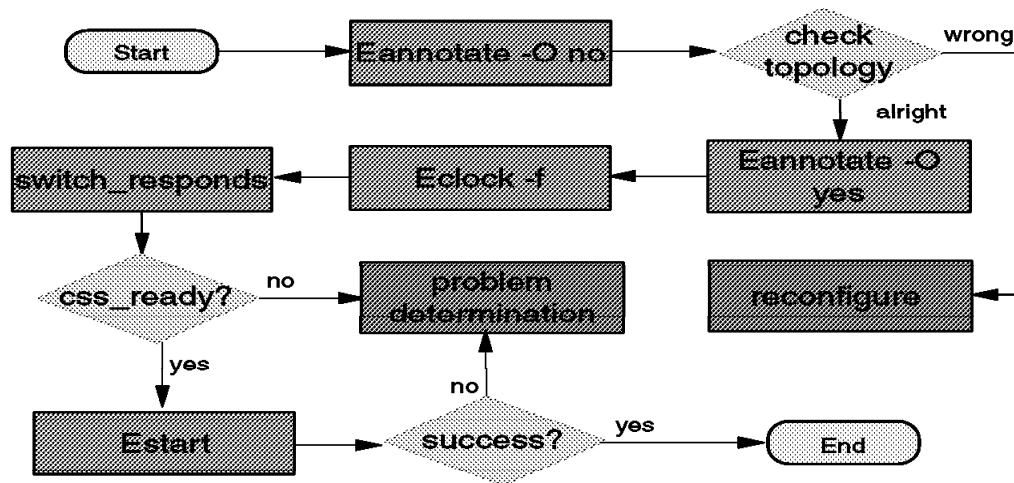 Start
Eannotate -O no
check
topology
wrong
alright
switch_responds
Eclock -f
Eannotate -O
yes
css_ready?
no
problem
determination
reconfigure
yes
no
Estart
success?
yes
End